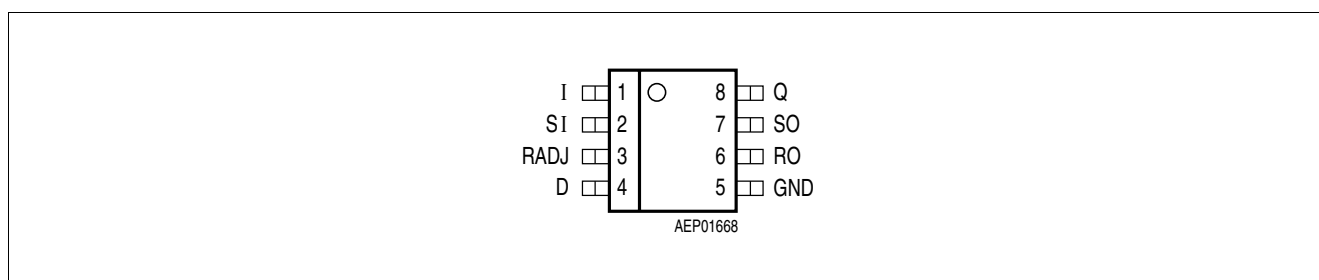 I 1 8 Q
SI 2 7 SO
RADJ 3 6 RO
D 4 5 GND
AEP01668